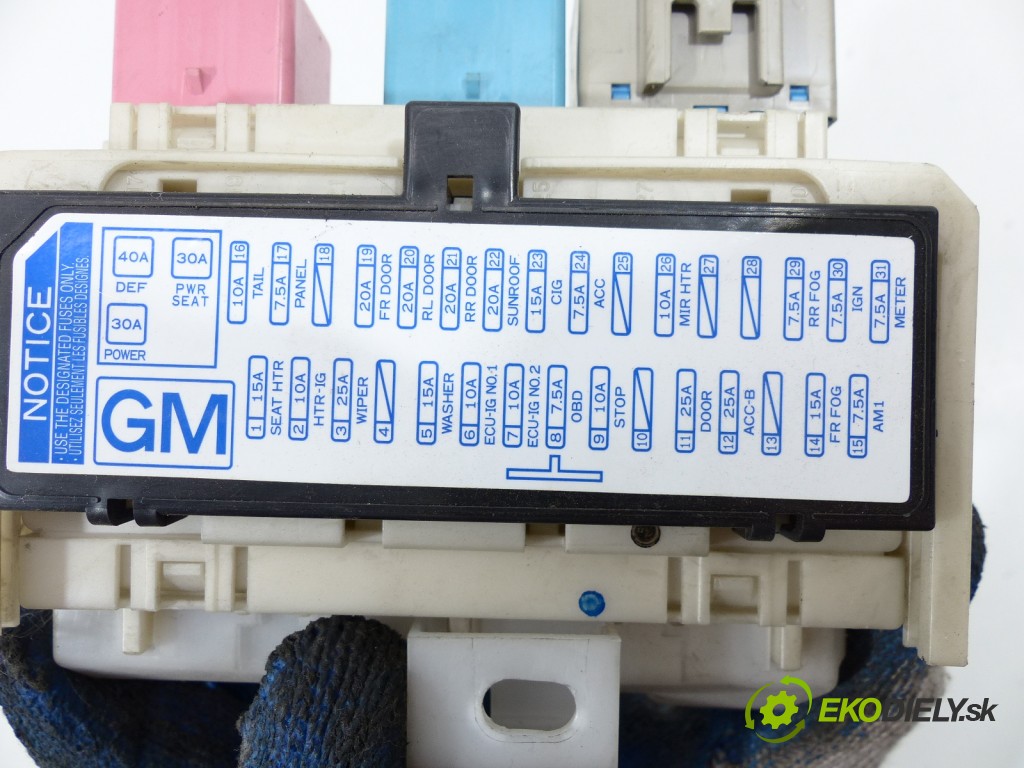 NOTICE
· USE THE DESIGNATED FUSES ONLY.
· UTILISEZ SEULEMENT LES FUSIBLES DESIGNES.
40A
DEF
30A
PWR
SEAT
30A
POWER
GM
16 10A TAIL
17 7.5A PANEL
18
19 20A FR DOOR
20 20A RL DOOR
21 20A RR DOOR
22 20A SUNROOF
23 15A CIG
24 7.5A ACC
25
26 10A MIR HTR
27
28
29 7.5A RR FOG
30 7.5A IGN
31 7.5A METER
1 15A SEAT HTR
2 10A HTR-IG
3 25A WIPER
4
5 15A WASHER
6 10A ECU-IG NO.1
7 10A ECU-IG NO.2
8 7.5A OBD
9 10A STOP
10
11 25A DOOR
12 25A ACC-B
13
14 15A FR FOG
15 7.5A AM1
EKODIELY.sk